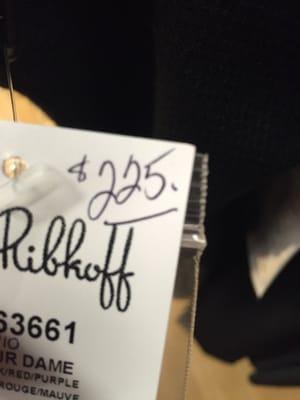 $225.
Ribkoff
63661
DAME
/RED/PURPLE
ROUGE/MAUVE